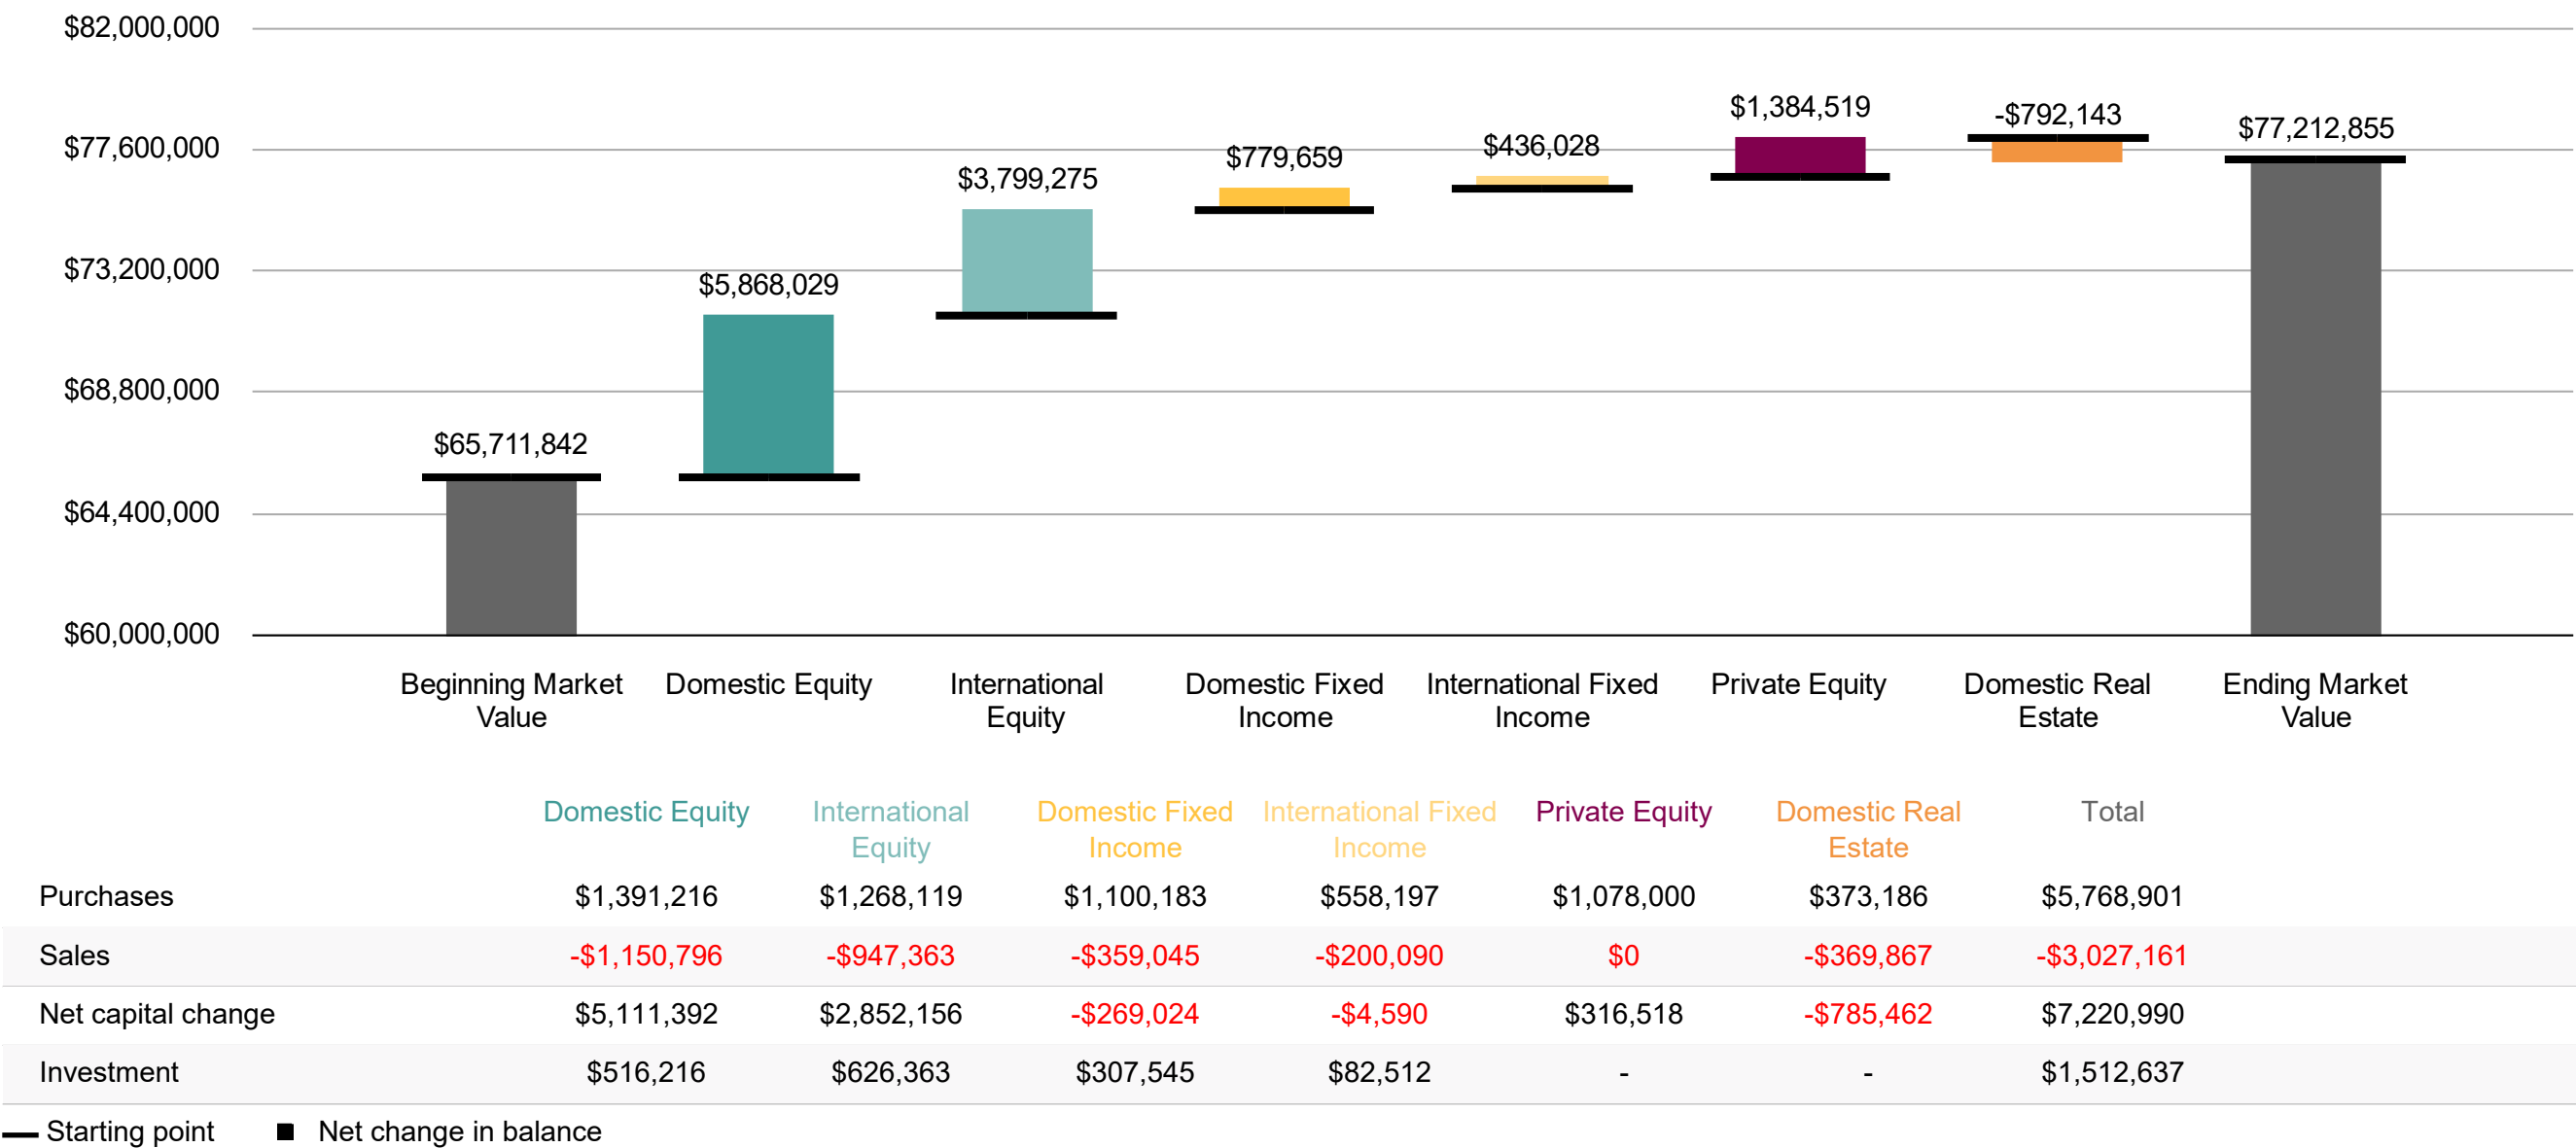 $82,000,000
$77,600,000
$73,200,000
$68,800,000
$64,400,000
$60,000,000
$65,711,842
$5,868,029
$3,799,275
$779,659
$436,028
$1,384,519
-$792,143
$77,212,855
Beginning Market
Value
Domestic Equity
International
Equity
Domestic Fixed
Income
International Fixed
Income
Private Equity
Domestic Real
Estate
Ending Market
Value
Domestic Equity
International
Equity
Domestic Fixed
Income
International Fixed
Income
Private Equity
Domestic Real
Estate
Total
Purchases $1,391,216 $1,268,119 $1,100,183 $558,197 $1,078,000 $373,186 $5,768,901
Sales -$1,150,796 -$947,363 -$359,045 -$200,090 $0 -$369,867 -$3,027,161
Net capital change $5,111,392 $2,852,156 -$269,024 -$4,590 $316,518 -$785,462 $7,220,990
Investment $516,216 $626,363 $307,545 $82,512 - - $1,512,637
Starting point Net change in balance